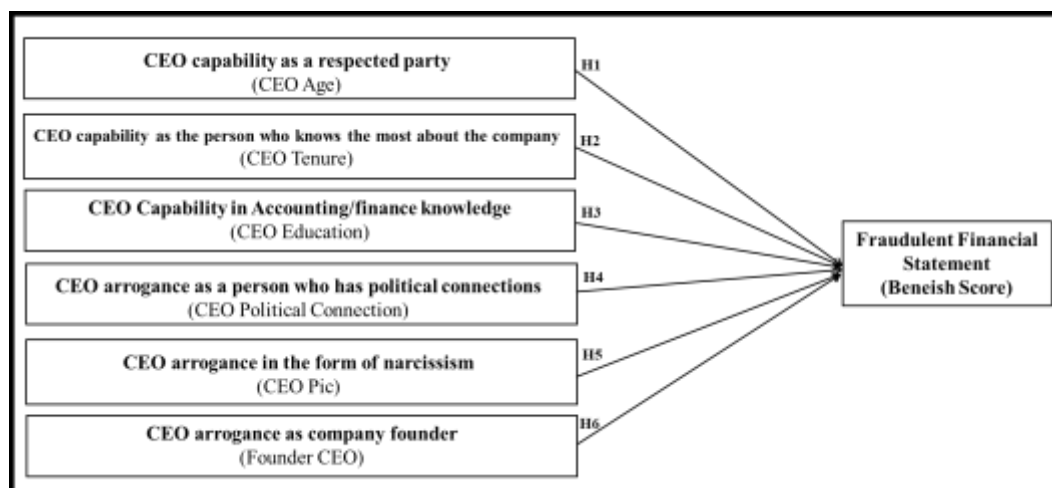 CEO capability as a respected party
(CEO Age)
H1
CEO capability as the person who knows the most about the company
(CEO Tenure)
H2
CEO Capability in Accounting/finance knowledge
(CEO Education)
H3
CEO arrogance as a person who has political connections
(CEO Political Connection)
H4
CEO arrogance in the form of narcissism
(CEO Pic)
H5
CEO arrogance as company founder
(Founder CEO)
H6
Fraudulent Financial
Statement
(Beneish Score)